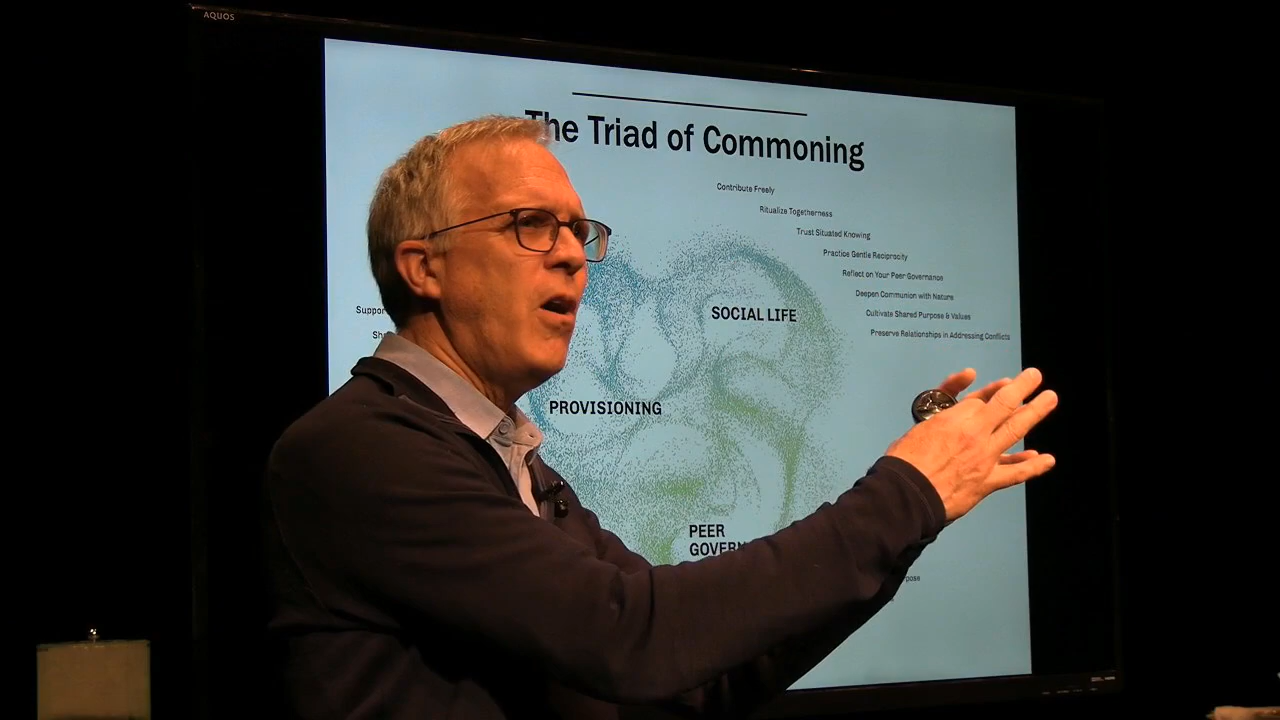 AQUOS
The Triad of Commoning
Contribute Freely
Ritualize Togetherness
Trust Situated Knowing
Practice Gentle Reciprocity
Reflect on Your Peer Governance
Deepen Communion with Nature
Cultivate Shared Purpose & Values
Preserve Relationships in Addressing Conflicts
SOCIAL LIFE
PROVISIONING
PEER